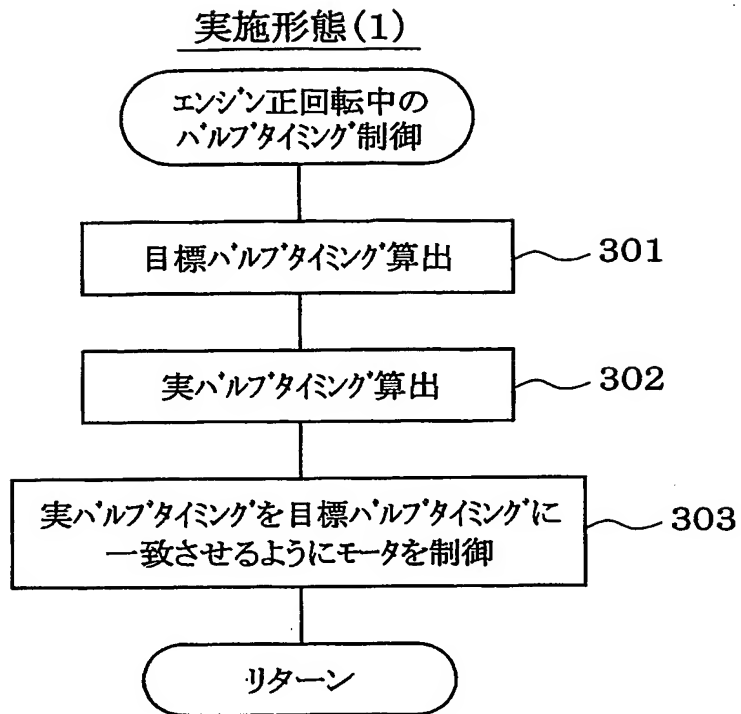 実施形態(1)
エンジン正回転中の
バルブタイミング制御
目標バルブタイミング算出
301
実バルブタイミング算出
302
実バルブタイミングを目標バルブタイミングに
一致させるようにモータを制御
303
リターン